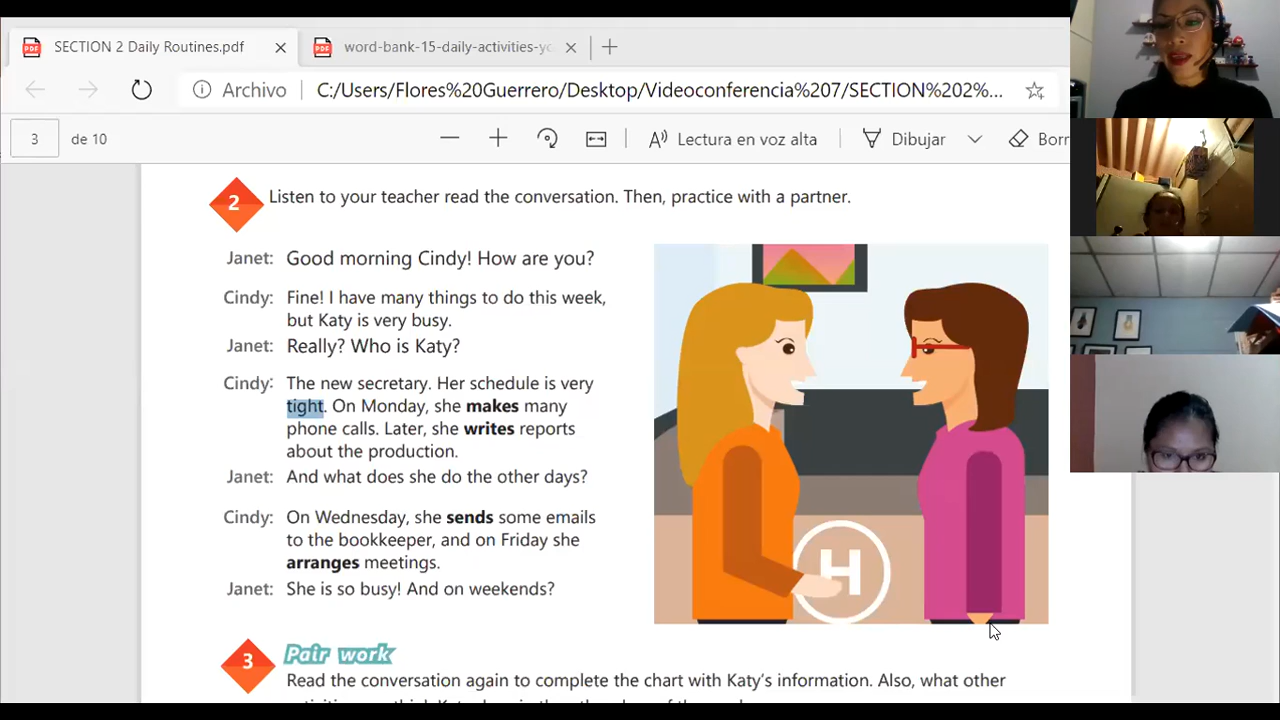 SECTION 2 Daily Routines.pdf
word-bank-15-daily-activities-yo
Archivo
C:/Users/Flores%20Guerrero/Desktop/Videoconferencia%207/SECTION%202%...
3
de 10
Lectura en voz alta
Dibujar
Borr
2
Listen to your teacher read the conversation. Then, practice with a partner.
Janet: Good morning Cindy! How are you?
Cindy: Fine! I have many things to do this week,
but Katy is very busy.
Janet: Really? Who is Katy?
Cindy: The new secretary. Her schedule is very
tight. On Monday, she makes many
phone calls. Later, she writes reports
about the production.
Janet: And what does she do the other days?
Cindy: On Wednesday, she sends some emails
to the bookkeeper, and on Friday she
arranges meetings.
Janet: She is so busy! And on weekends?
H
3
Pair work
Read the conversation again to complete the chart with Katy's information. Also, what other